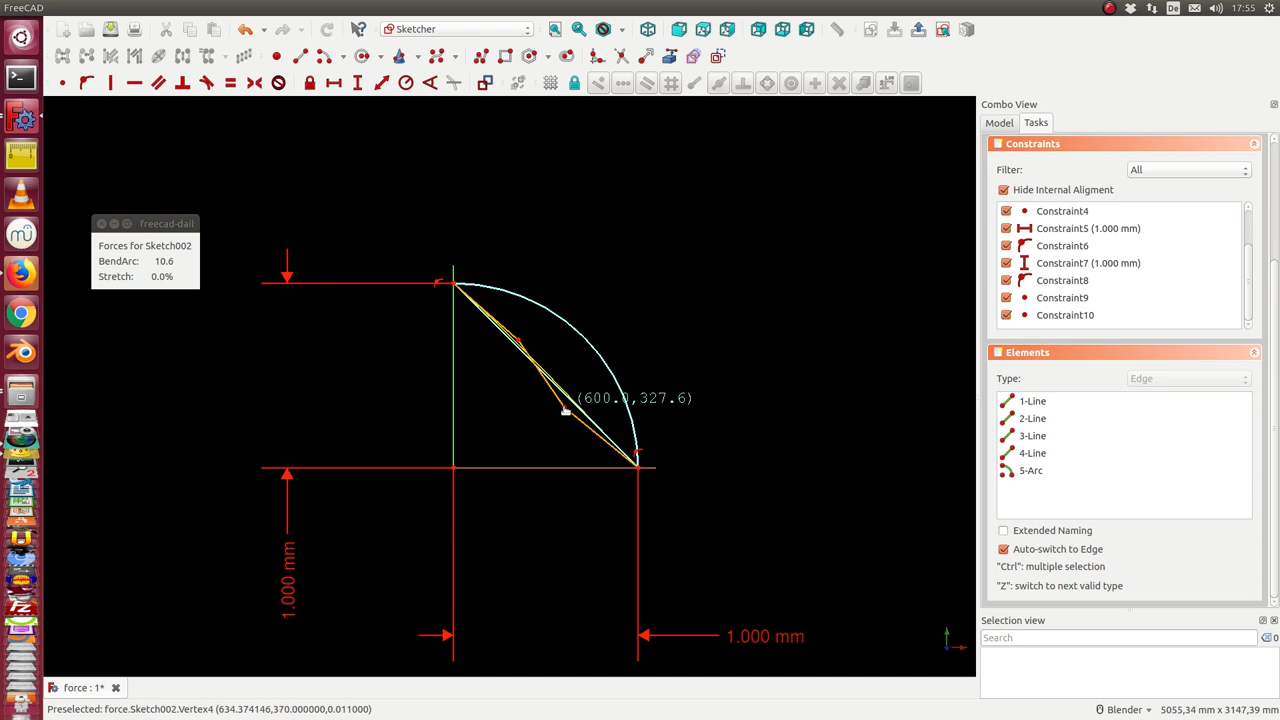 FreeCAD
De
17:55
Sketcher
Combo View
Model Tasks
Constraints
Filter: All
Hide Internal Aligment
Constraint4
Constraint5 (1.000 mm)
Constraint6
Constraint7 (1.000 mm)
Constraint8
Constraint9
Constraint10
Elements
Type: Edge
1-Line
2-Line
3-Line
4-Line
5-Arc
Extended Naming
Auto-switch to Edge
"Ctrl": multiple selection
"Z": switch to next valid type
Selection view
Search
0
freecad-dail
Forces for Sketch002
BendArc: 10.6
Stretch: 0.0%
(600.0,327.6)
1.000 mm
1.000 mm
force : 1*
Preselected: force.Sketch002.Vertex4 (634.374146,370.000000,0.011000)
Blender
5055,34 mm x 3147,39 mm